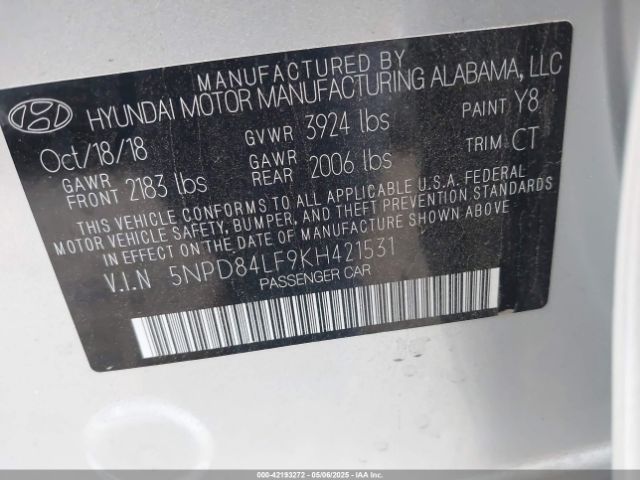 MANUFACTURED BY
HYUNDAI MOTOR MANUFACTURING ALABAMA, LLC
Oct/18/18 GVWR 3924 lbs PAINT Y8
GAWR FRONT 2183 lbs GAWR REAR 2006 lbs TRIM CT
THIS VEHICLE CONFORMS TO ALL APPLICABLE U.S.A. FEDERAL
MOTOR VEHICLE SAFETY, BUMPER, AND THEFT PREVENTION STANDARDS
IN EFFECT ON THE DATE OF MANUFACTURE SHOWN ABOVE
V.I.N 5NPD84LF9KH421531
PASSENGER CAR
000-42193272 - 05/06/2025 - IAAI.COM